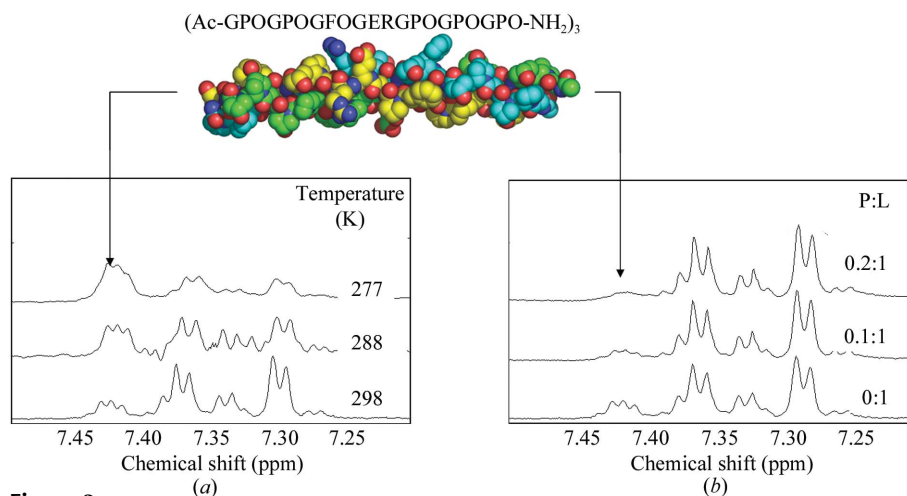 (Ac-GPOGPOGFOGERGPOGPOGPO-NH2)3
Temperature
(K)
277
288
298
7.45 7.40 7.35 7.30 7.25
Chemical shift (ppm)
(a)
P:L
0.2:1
0.1:1
0:1
7.45 7.40 7.35 7.30 7.25
Chemical shift (ppm)
(b)